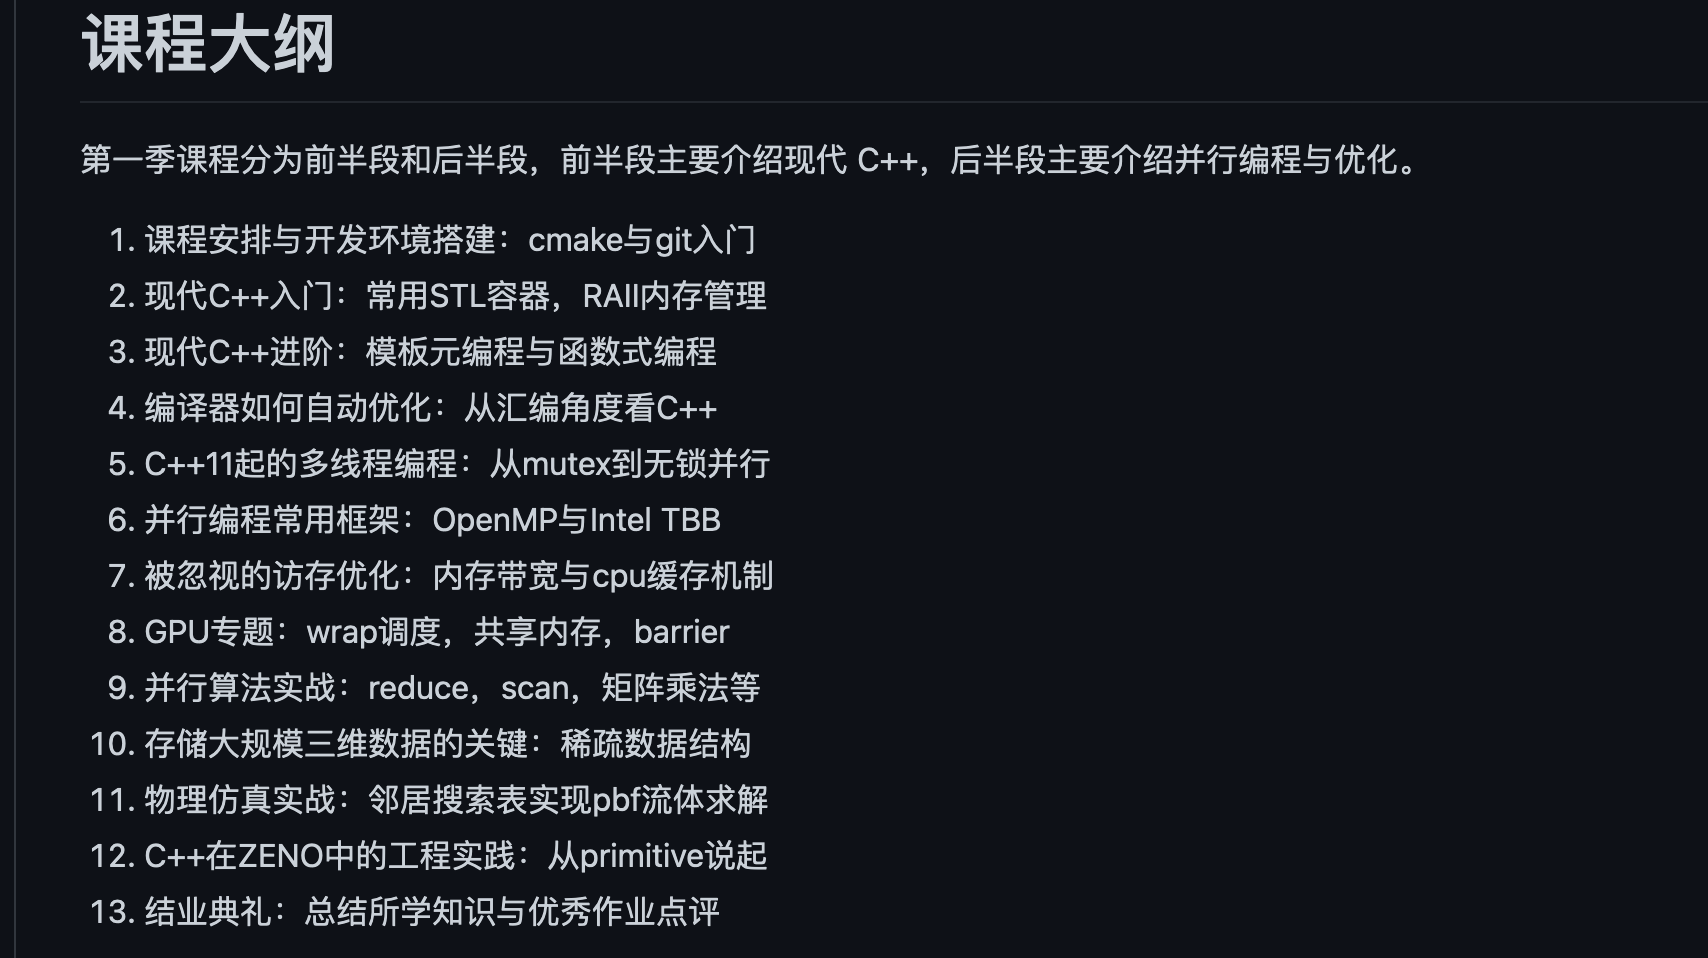 课程大纲
第一季课程分为前半段和后半段，前半段主要介绍现代 C++，后半段主要介绍并行编程与优化。
1. 课程安排与开发环境搭建：cmake与git入门
2. 现代C++入门：常用STL容器，RAII内存管理
3. 现代C++进阶：模板元编程与函数式编程
4. 编译器如何自动优化：从汇编角度看C++
5. C++11起的多线程编程：从mutex到无锁并行
6. 并行编程常用框架：OpenMP与Intel TBB
7. 被忽视的访存优化：内存带宽与cpu缓存机制
8. GPU专题：wrap调度，共享内存，barrier
9. 并行算法实战：reduce，scan，矩阵乘法等
10. 存储大规模三维数据的关键：稀疏数据结构
11. 物理仿真实战：邻居搜索表实现pbf流体求解
12. C++在ZENO中的工程实践：从primitive说起
13. 结业典礼：总结所学知识与优秀作业点评